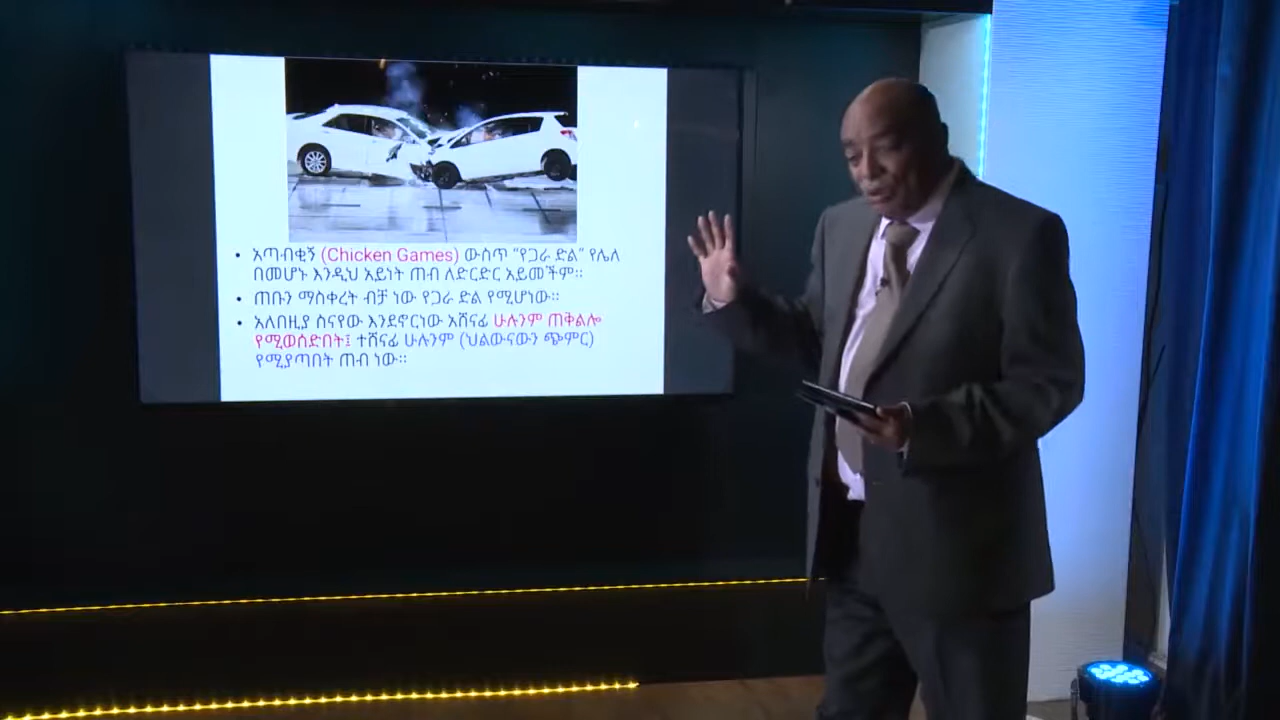 • አጣብቂኝ (Chicken Games) ውስጥ “የጋራ ድል” የሌለ
በመሆኑ እንዲህ አይነት ጠብ ለድርድር አይመችም።
• ጠቡን ማስቀረት ብቻ ነው የጋራ ድል የሚሆነው።
• አለበዚያ ስናየው እንደኖርነው አሸናፊ ሁሉንም ጠቅልሎ
የሚወስድበት፤ ተሸናፊ ሁሉንም (ህልውናውን ጭምር)
የሚያጣበት ጠብ ነው።